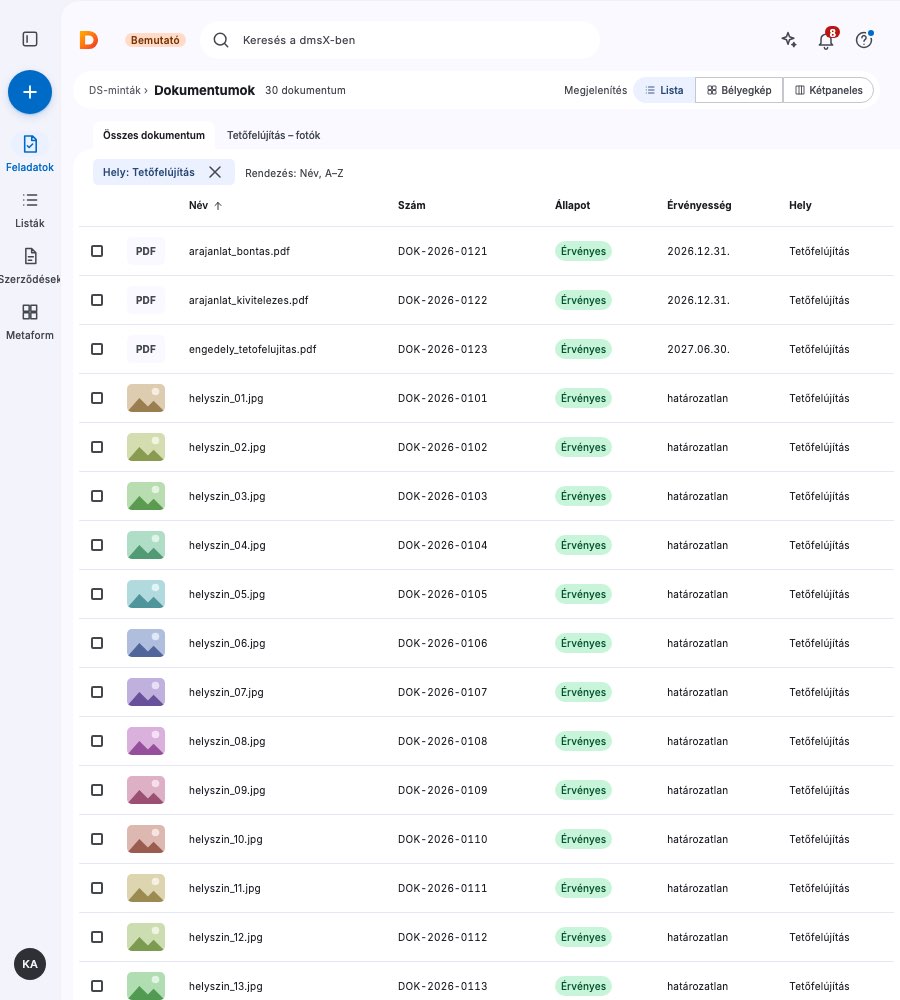 Bemutató
Keresés a dmsX-ben
8
DS-minták › Dokumentumok 30 dokumentum
Megjelenítés Lista Bélyegkép Kétpaneles
Összes dokumentum Tetőfelújítás – fotók
Feladatok
Listák
Szerződések
Metaform
KA
Hely: Tetőfelújítás Rendezés: Név, A–Z
Név Szám Állapot Érvényesség Hely
PDF arajanlat_bontas.pdf DOK-2026-0121 Érvényes 2026.12.31. Tetőfelújítás
PDF arajanlat_kivitelezes.pdf DOK-2026-0122 Érvényes 2026.12.31. Tetőfelújítás
PDF engedely_tetofelujitas.pdf DOK-2026-0123 Érvényes 2027.06.30. Tetőfelújítás
helyszin_01.jpg DOK-2026-0101 Érvényes határozatlan Tetőfelújítás
helyszin_02.jpg DOK-2026-0102 Érvényes határozatlan Tetőfelújítás
helyszin_03.jpg DOK-2026-0103 Érvényes határozatlan Tetőfelújítás
helyszin_04.jpg DOK-2026-0104 Érvényes határozatlan Tetőfelújítás
helyszin_05.jpg DOK-2026-0105 Érvényes határozatlan Tetőfelújítás
helyszin_06.jpg DOK-2026-0106 Érvényes határozatlan Tetőfelújítás
helyszin_07.jpg DOK-2026-0107 Érvényes határozatlan Tetőfelújítás
helyszin_08.jpg DOK-2026-0108 Érvényes határozatlan Tetőfelújítás
helyszin_09.jpg DOK-2026-0109 Érvényes határozatlan Tetőfelújítás
helyszin_10.jpg DOK-2026-0110 Érvényes határozatlan Tetőfelújítás
helyszin_11.jpg DOK-2026-0111 Érvényes határozatlan Tetőfelújítás
helyszin_12.jpg DOK-2026-0112 Érvényes határozatlan Tetőfelújítás
helyszin_13.jpg DOK-2026-0113 Érvényes határozatlan Tetőfelújítás